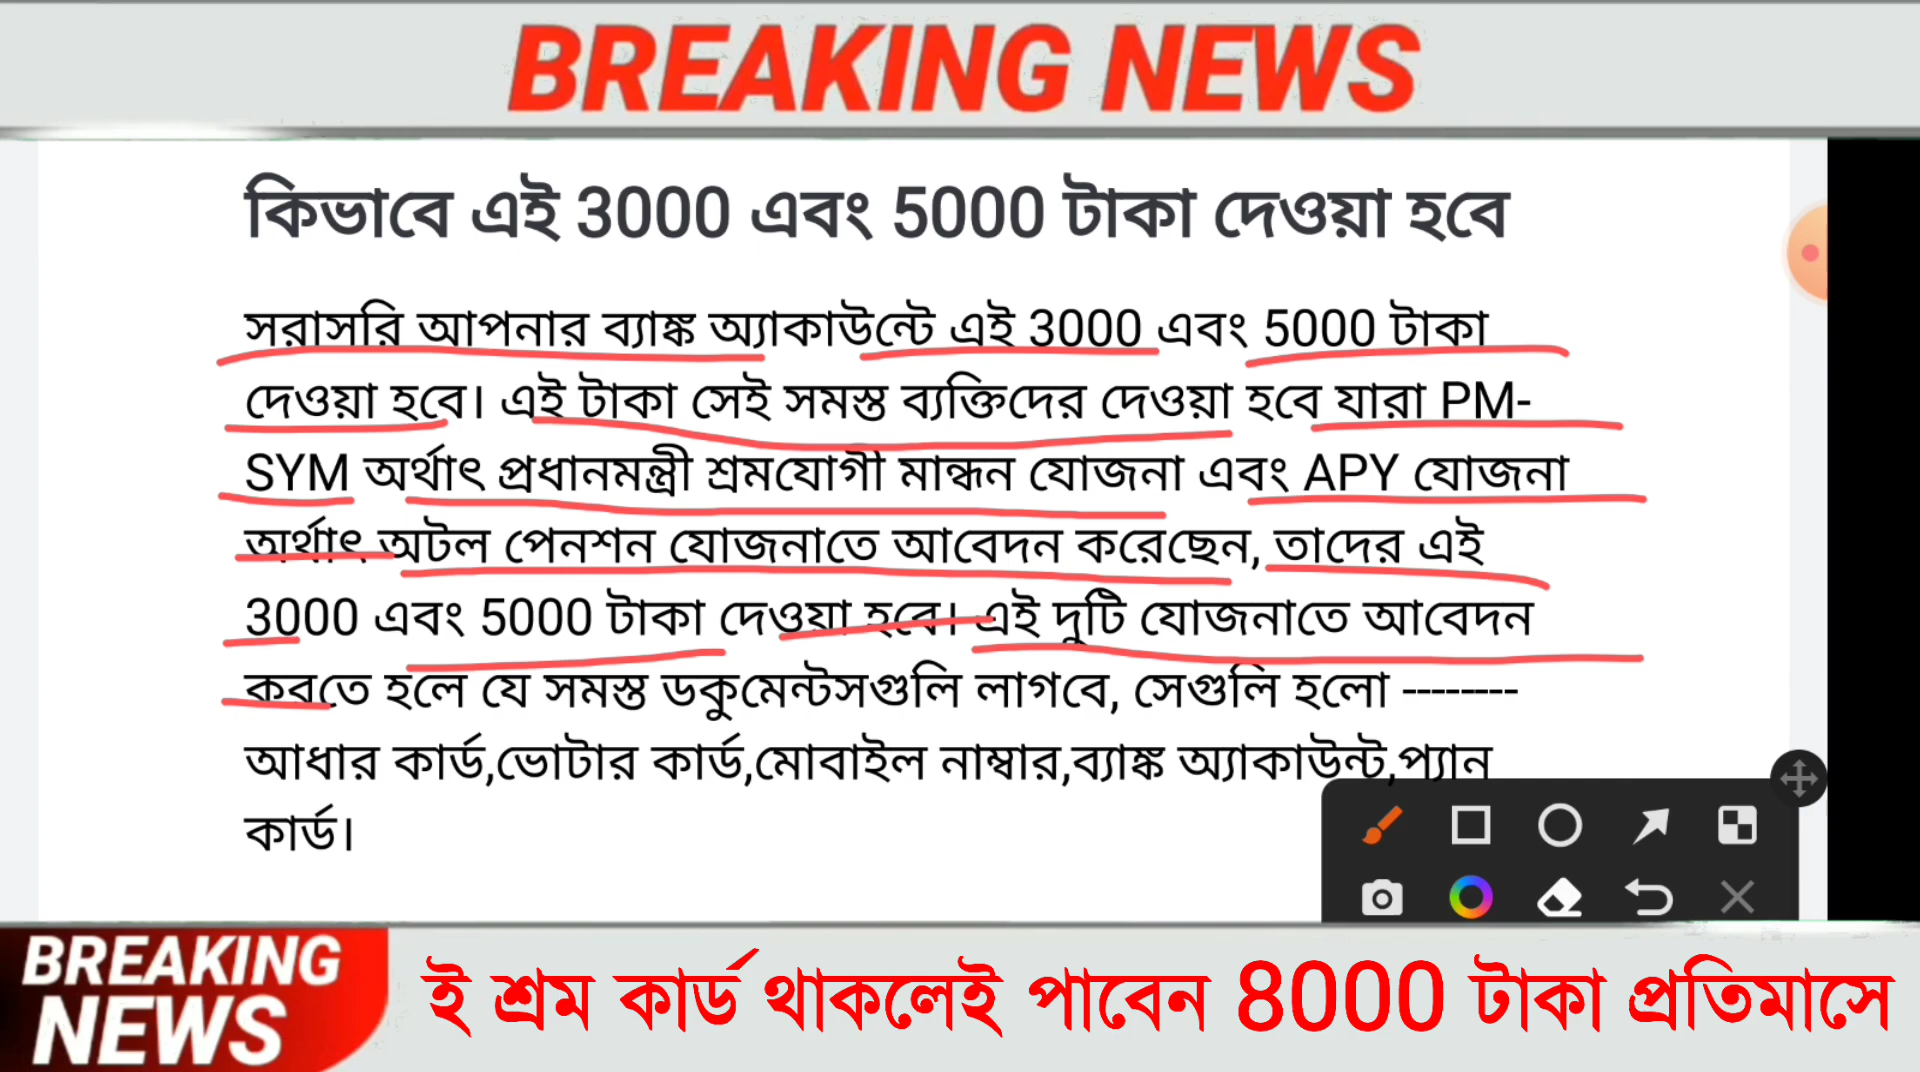 BREAKING NEWS
কিভাবে এই 3000 এবং 5000 টাকা দেওয়া হবে
সরাসরি আপনার ব্যাঙ্ক অ্যাকাউন্টে এই 3000 এবং 5000 টাকা
দেওয়া হবে। এই টাকা সেই সমস্ত ব্যক্তিদের দেওয়া হবে যারা PM-
SYM অর্থাৎ প্রধানমন্ত্রী শ্রমযোগী মান্ধন যোজনা এবং APY যোজনা
অর্থাৎ অটল পেনশন যোজনাতে আবেদন করেছেন, তাদের এই
3000 এবং 5000 টাকা দেওয়া হবে। এই দুটি যোজনাতে আবেদন
করতে হলে যে সমস্ত ডকুমেন্টসগুলি লাগবে, সেগুলি হলো --------
আধার কার্ড,ভোটার কার্ড,মোবাইল নাম্বার,ব্যাঙ্ক অ্যাকাউন্ট,প্যান
কার্ড।
BREAKING
NEWS
ই শ্রম কার্ড থাকলেই পাবেন 8000 টাকা প্রতিমাসে